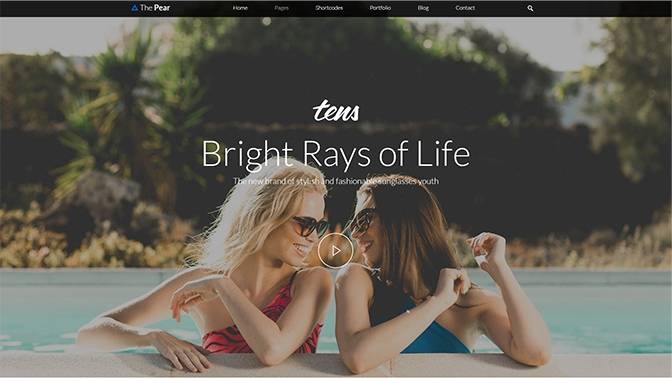 The Pear
Home
Pages
Shortcodes
Portfolio
Blog
Contact
tens
Bright Rays of Life
The new brand of stylish and fashionable sunglasses youth